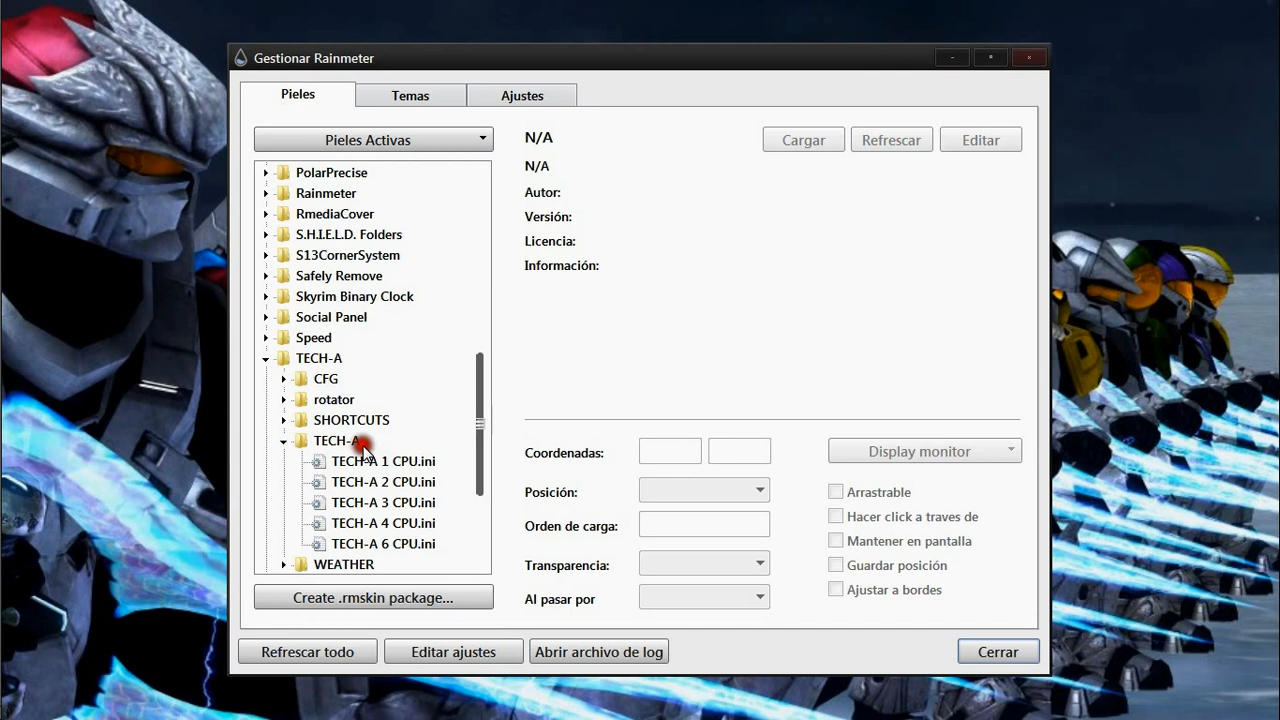 Gestionar Rainmeter
Pieles
Temas
Ajustes
Pieles Activas
PolarPrecise
Rainmeter
RmediaCover
S.H.I.E.L.D. Folders
S13CornerSystem
Safely Remove
Skyrim Binary Clock
Social Panel
Speed
TECH-A
CFG
rotator
SHORTCUTS
TECH-A
TECH-A 1 CPU.ini
TECH-A 2 CPU.ini
TECH-A 3 CPU.ini
TECH-A 4 CPU.ini
TECH-A 6 CPU.ini
WEATHER
Create .rmskin package...
N/A
Cargar
Refrescar
Editar
N/A
Autor:
Versión:
Licencia:
Información:
Coordenadas:
Display monitor
Posición:
Arrastrable
Orden de carga:
Hacer click a traves de
Mantener en pantalla
Transparencia:
Guardar posición
Al pasar por
Ajustar a bordes
Refrescar todo
Editar ajustes
Abrir archivo de log
Cerrar